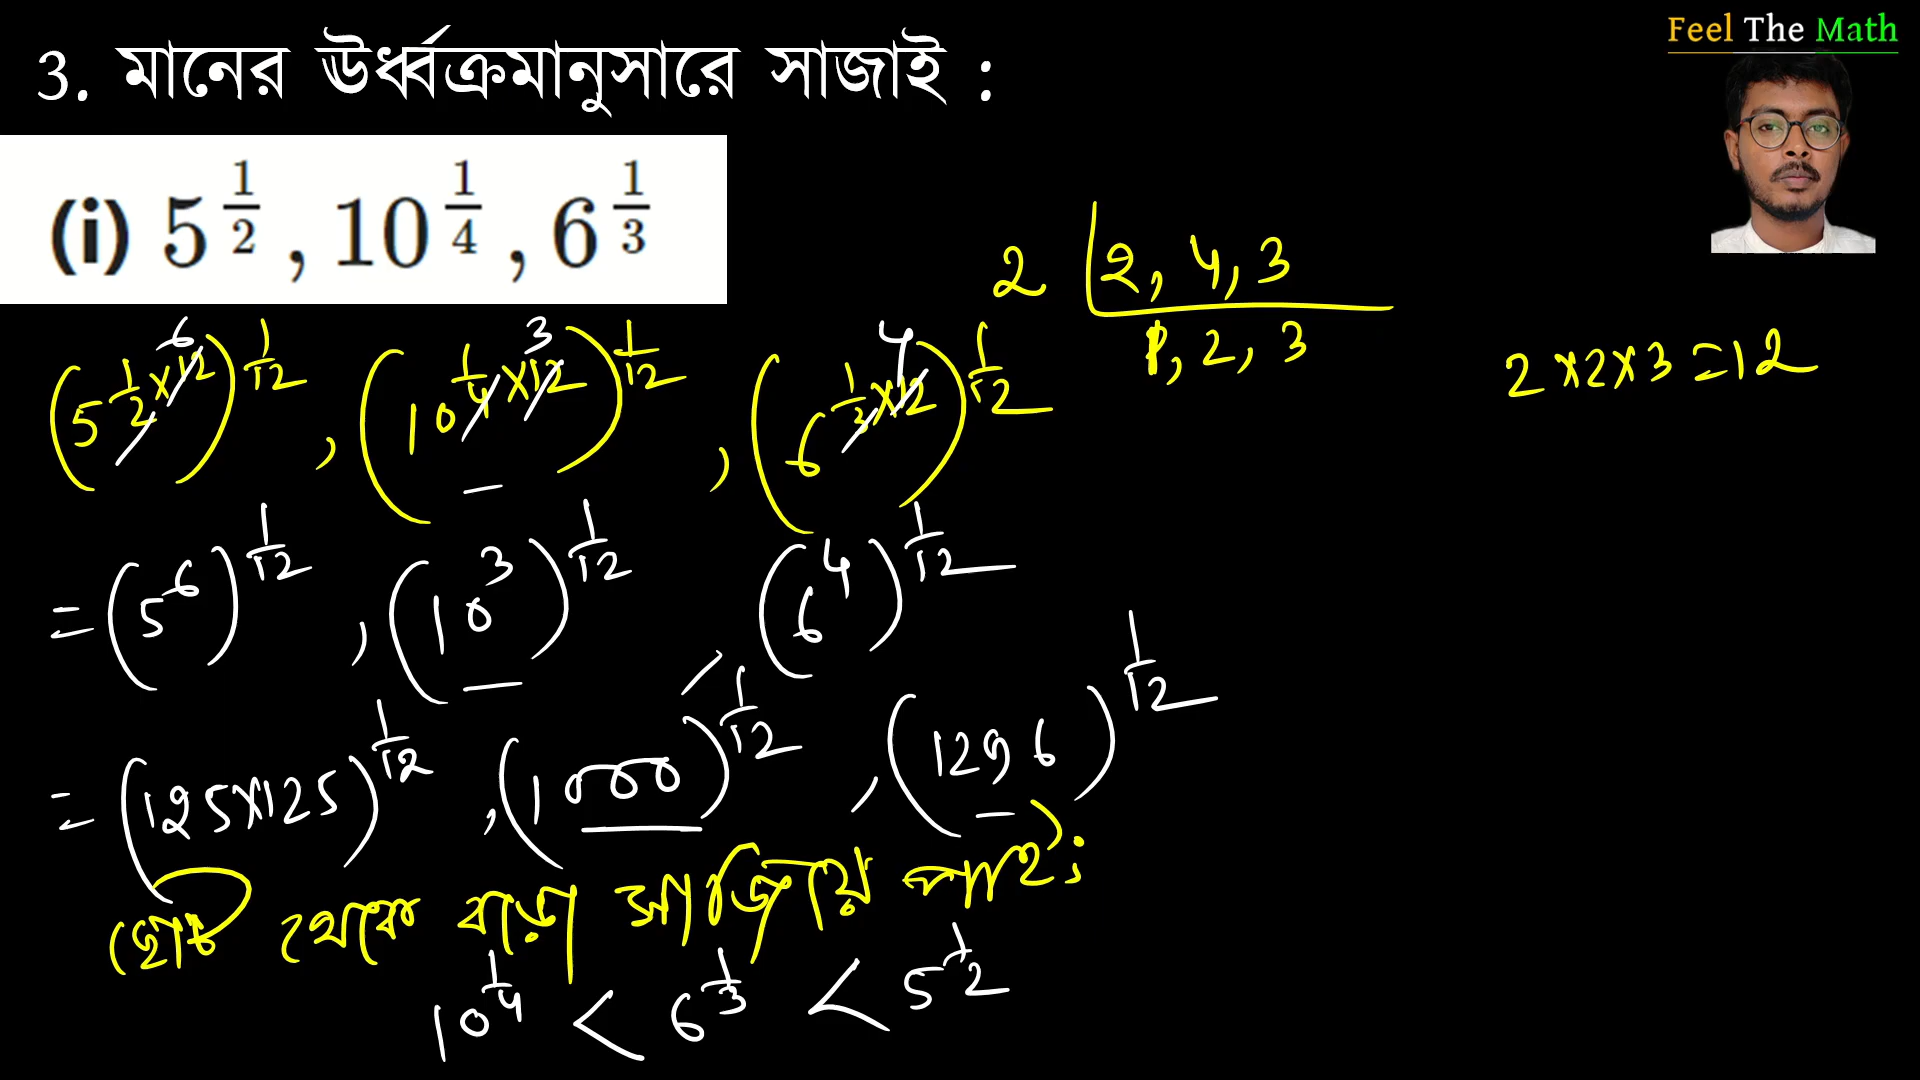 Feel The Math
3. মানের ঊর্ধ্বক্রমানুসারে সাজাই :
(i) 5^{1/2}, 10^{1/4}, 6^{1/3}
2 | 2, 4, 3
1, 2, 3
2×2×3=12
(5^{1/2×12})^{1/12}, (10^{1/4×12})^{1/12}, (6^{1/3×12})^{1/12}
6 3 4
= (5^6)^{1/12}, (10^3)^{1/12}, (6^4)^{1/12}
= (125×125)^{1/12}, (1000)^{1/12}, (1296)^{1/12}
ছোট থেকে বড়ো সাজিয়ে পাই:
10^{1/4} < 6^{1/3} < 5^{1/2}